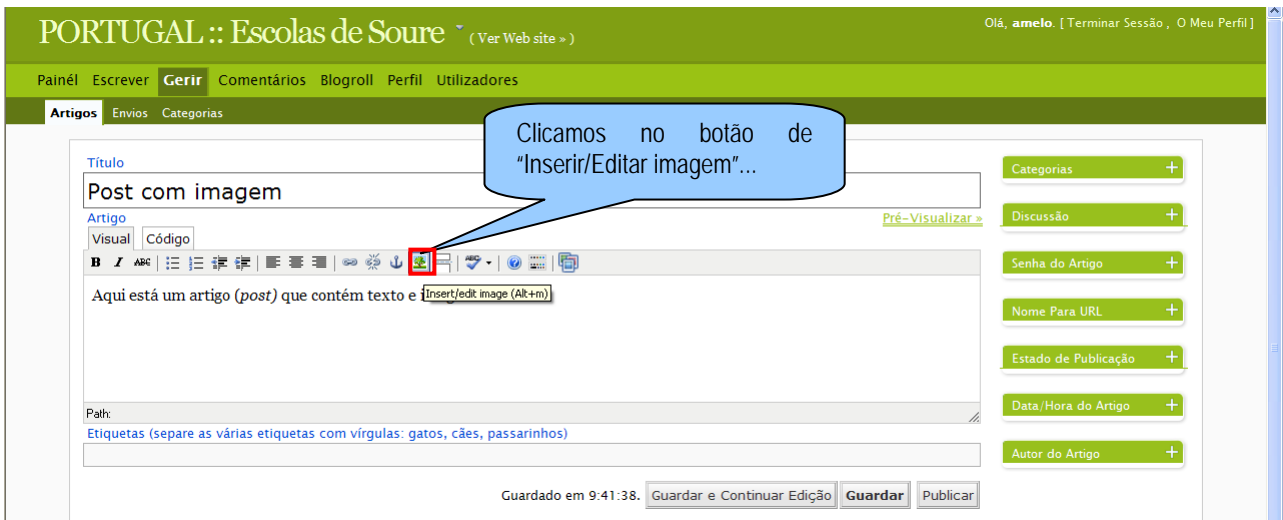 PORTUGAL :: Escolas de Soure ( Ver Web site » )
Olá, amelo. [ Terminar Sessão , O Meu Perfil ]
Painél Escrever Gerir Comentários Blogroll Perfil Utilizadores
Artigos Envios Categorias
Clicamos no botão de
“Inserir/Editar imagem”...
Título
Post com imagem
Artigo
Pré-Visualizar »
Visual Código
B I ABC
ABC
Aqui está um artigo (post) que contém texto e
Insert/edit image (Alt+m)
Path:
Etiquetas (separe as várias etiquetas com vírgulas: gatos, cães, passarinhos)
Guardado em 9:41:38. Guardar e Continuar Edição Guardar Publicar
Categorias +
Discussão +
Senha do Artigo +
Nome Para URL +
Estado de Publicação +
Data/Hora do Artigo +
Autor do Artigo +